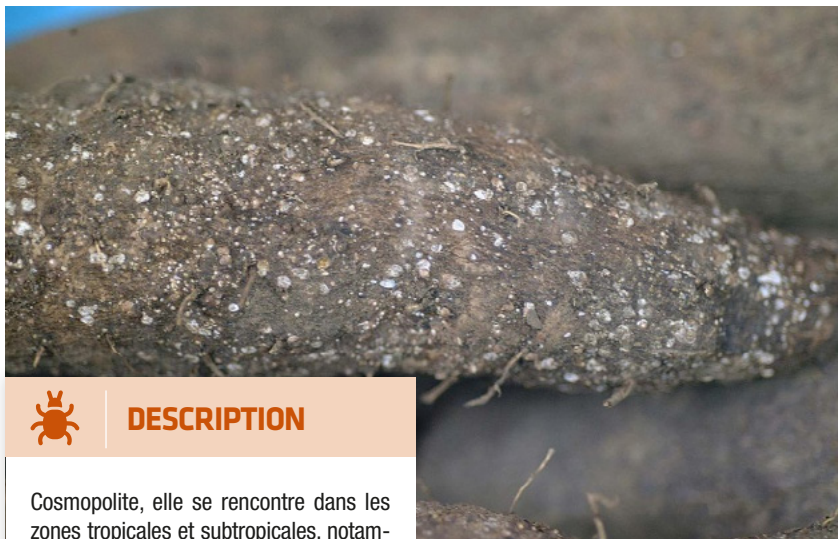 DESCRIPTION
Cosmopolite, elle se rencontre dans les
zones tropicales et subtropicales, notam-